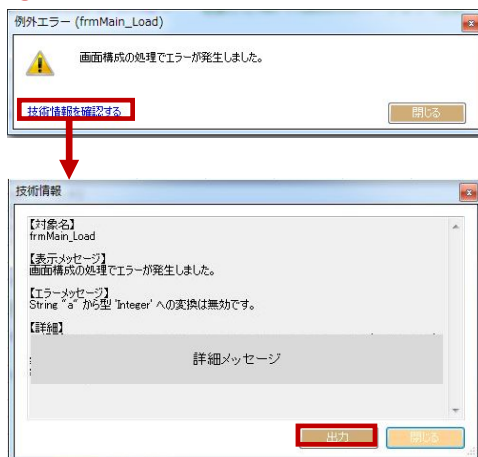 例外エラー (frmMain_Load)
画面構成の処理でエラーが発生しました。
技術情報を確認する
閉じる
技術情報
【対象名】
frmMain_Load
【表示メッセージ】
画面構成の処理でエラーが発生しました。
【エラーメッセージ】
String "a" から型 'Integer' への変換は無効です。
【詳細】
詳細メッセージ
出力
閉じる